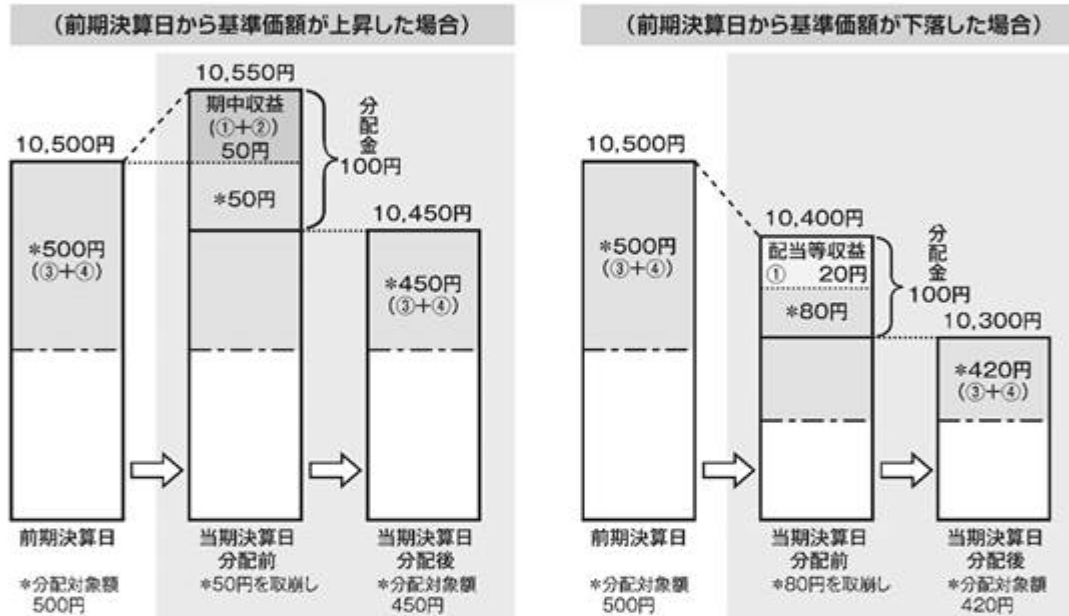 (前期決算日から基準価額が上昇した場合)
10,550円
期中収益
(①+②)
50円
*50円
分配金
100円
10,500円
*500円
(③+④)
10,450円
*450円
(③+④)
前期決算日
当期決算日
分配前
当期決算日
分配後
*分配対象額
500円
*50円を取崩し
*分配対象額
450円
(前期決算日から基準価額が下落した場合)
10,500円
*500円
(③+④)
10,400円
配当等収益
① 20円
*80円
分配金
100円
10,300円
*420円
(③+④)
前期決算日
当期決算日
分配前
当期決算日
分配後
*分配対象額
500円
*80円を取崩し
*分配対象額
420円